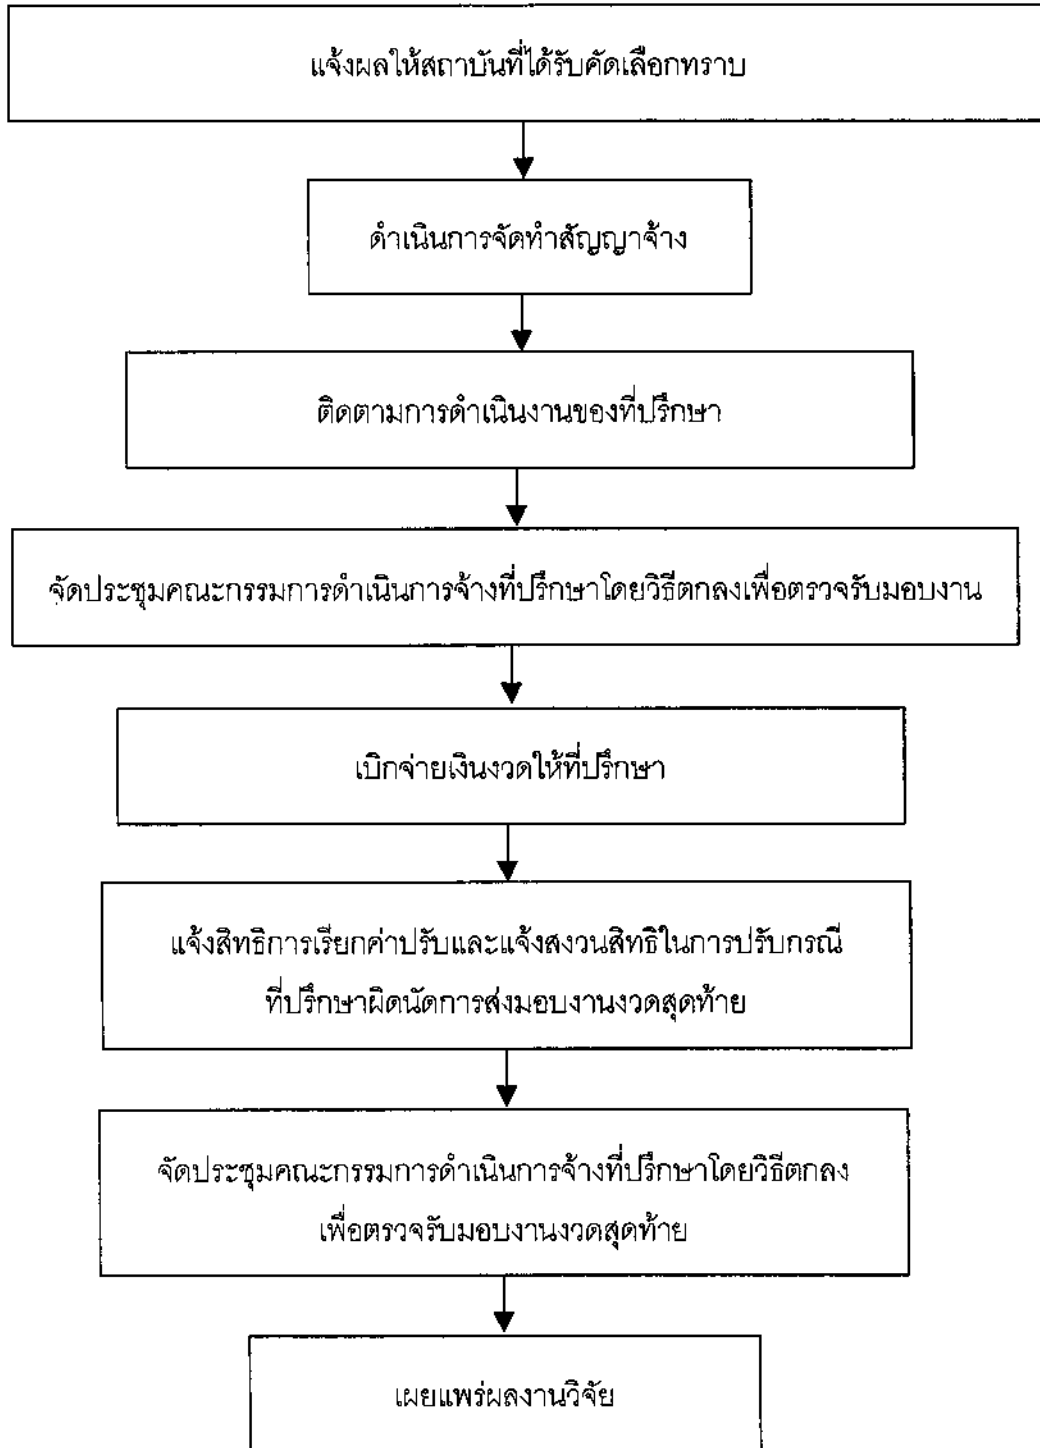 แจ้งผลให้สถาบันที่ได้รับคัดเลือกทราบ
ดำเนินการจัดทำสัญญาจ้าง
ติดตามการดำเนินงานของที่ปรึกษา
จัดประชุมคณะกรรมการดำเนินการจ้างที่ปรึกษาโดยวิธีตกลงเพื่อตรวจรับมอบงาน
เบิกจ่ายเงินงวดให้ที่ปรึกษา
แจ้งสิทธิการเรียกค่าปรับและแจ้งสงวนสิทธิในการปรับกรณี
ที่ปรึกษาผิดนัดการส่งมอบงานงวดสุดท้าย
จัดประชุมคณะกรรมการดำเนินการจ้างที่ปรึกษาโดยวิธีตกลง
เพื่อตรวจรับมอบงานงวดสุดท้าย
เผยแพร่ผลงานวิจัย